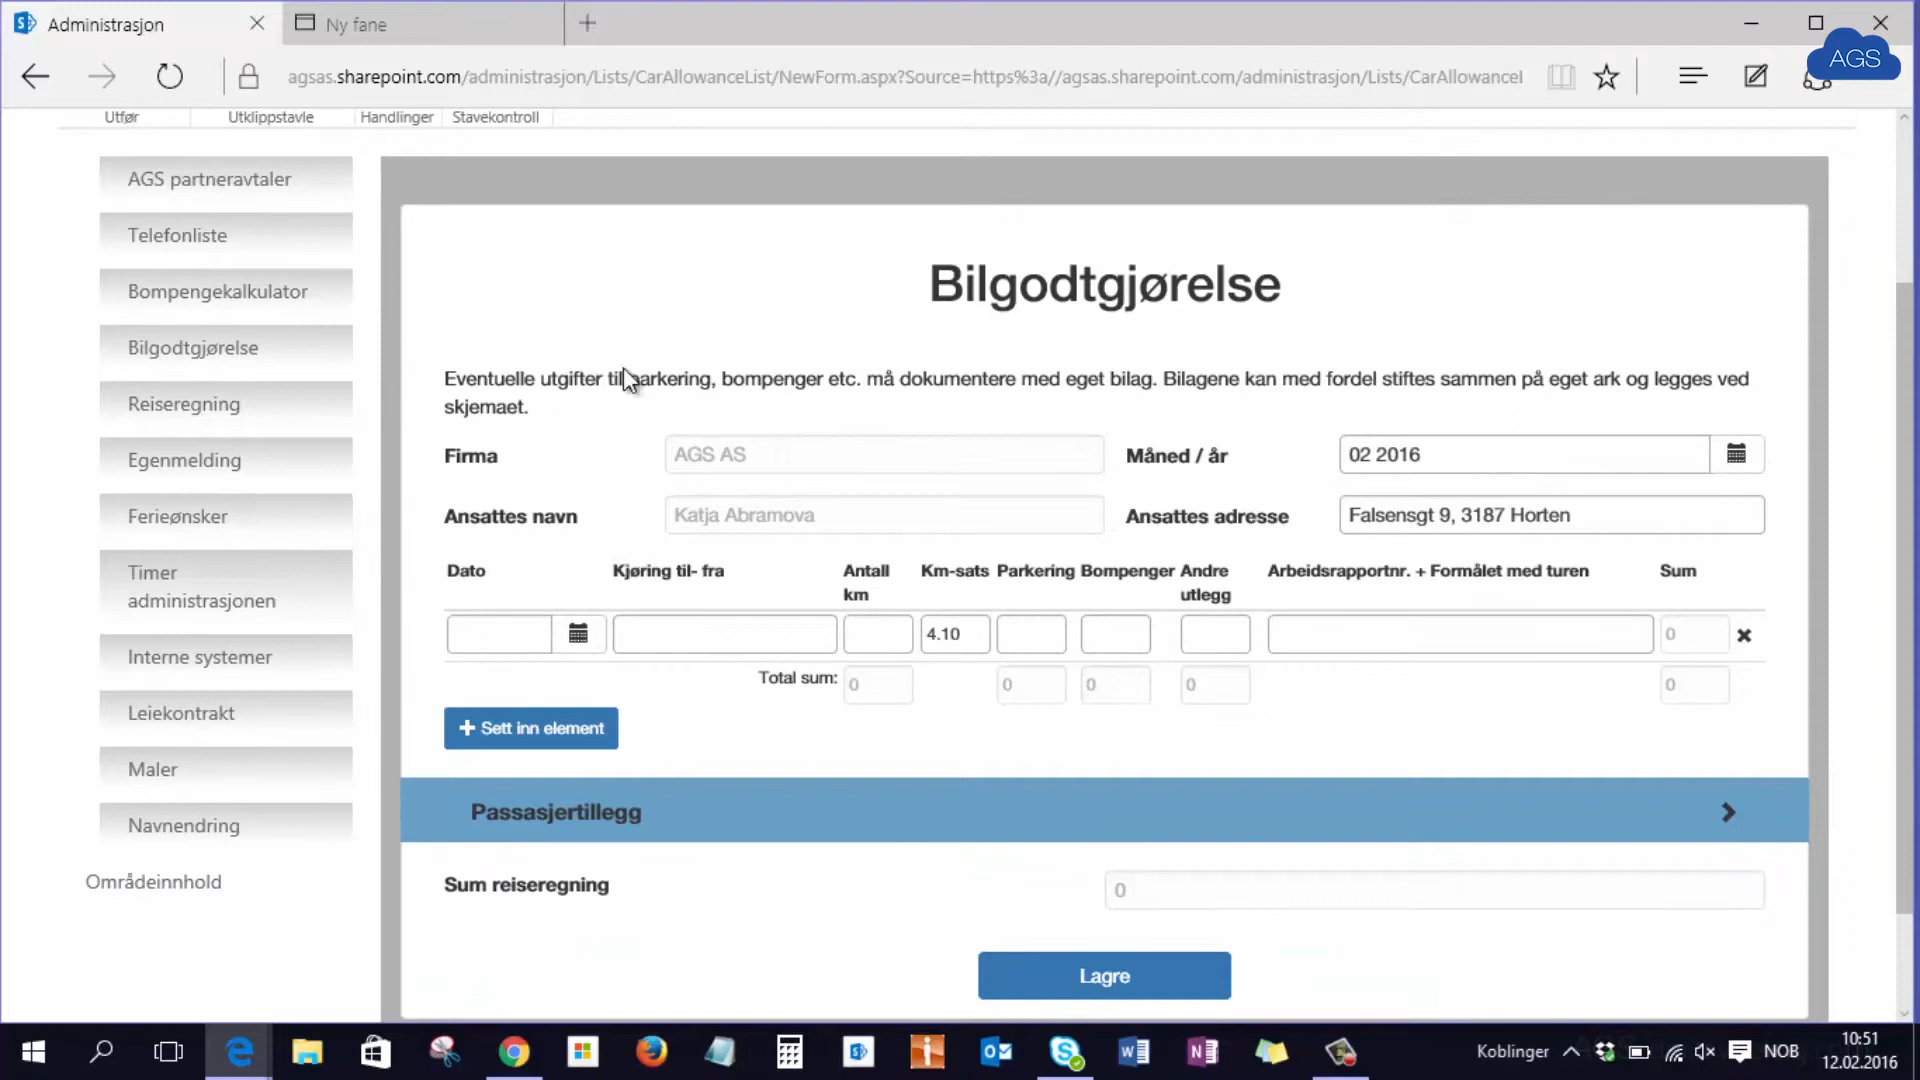 Administrasjon
Ny fane
agsas.sharepoint.com/administrasjon/Lists/CarAllowanceList/NewForm.aspx?Source=https%3a//agsas.sharepoint.com/administrasjon/Lists/CarAllowancel
AGS
Utfør
Utklippstavle
Handlinger
Stavekontroll
AGS partneravtaler
Telefonliste
Bompengekalkulator
Bilgodtgjørelse
Reiseregning
Egenmelding
Ferieønsker
Timer
administrasjonen
Interne systemer
Leiekontrakt
Maler
Navnendring
Områdeinnhold
Bilgodtgjørelse
Eventuelle utgifter til parkering, bompenger etc. må dokumentere med eget bilag. Bilagene kan med fordel stiftes sammen på eget ark og legges ved
skjemaet.
Firma AGS AS Måned / år 02 2016
Ansattes navn Katja Abramova Ansattes adresse Falsensgt 9, 3187 Horten
Dato Kjøring til- fra Antall km Km-sats Parkering Bompenger Andre utlegg Arbeidsrapportnr. + Formålet med turen Sum
4.10 0
Total sum: 0 0 0 0 0
Sett inn element
Passasjertillegg
Sum reiseregning 0
Lagre
Koblinger NOB 10:51
12.02.2016